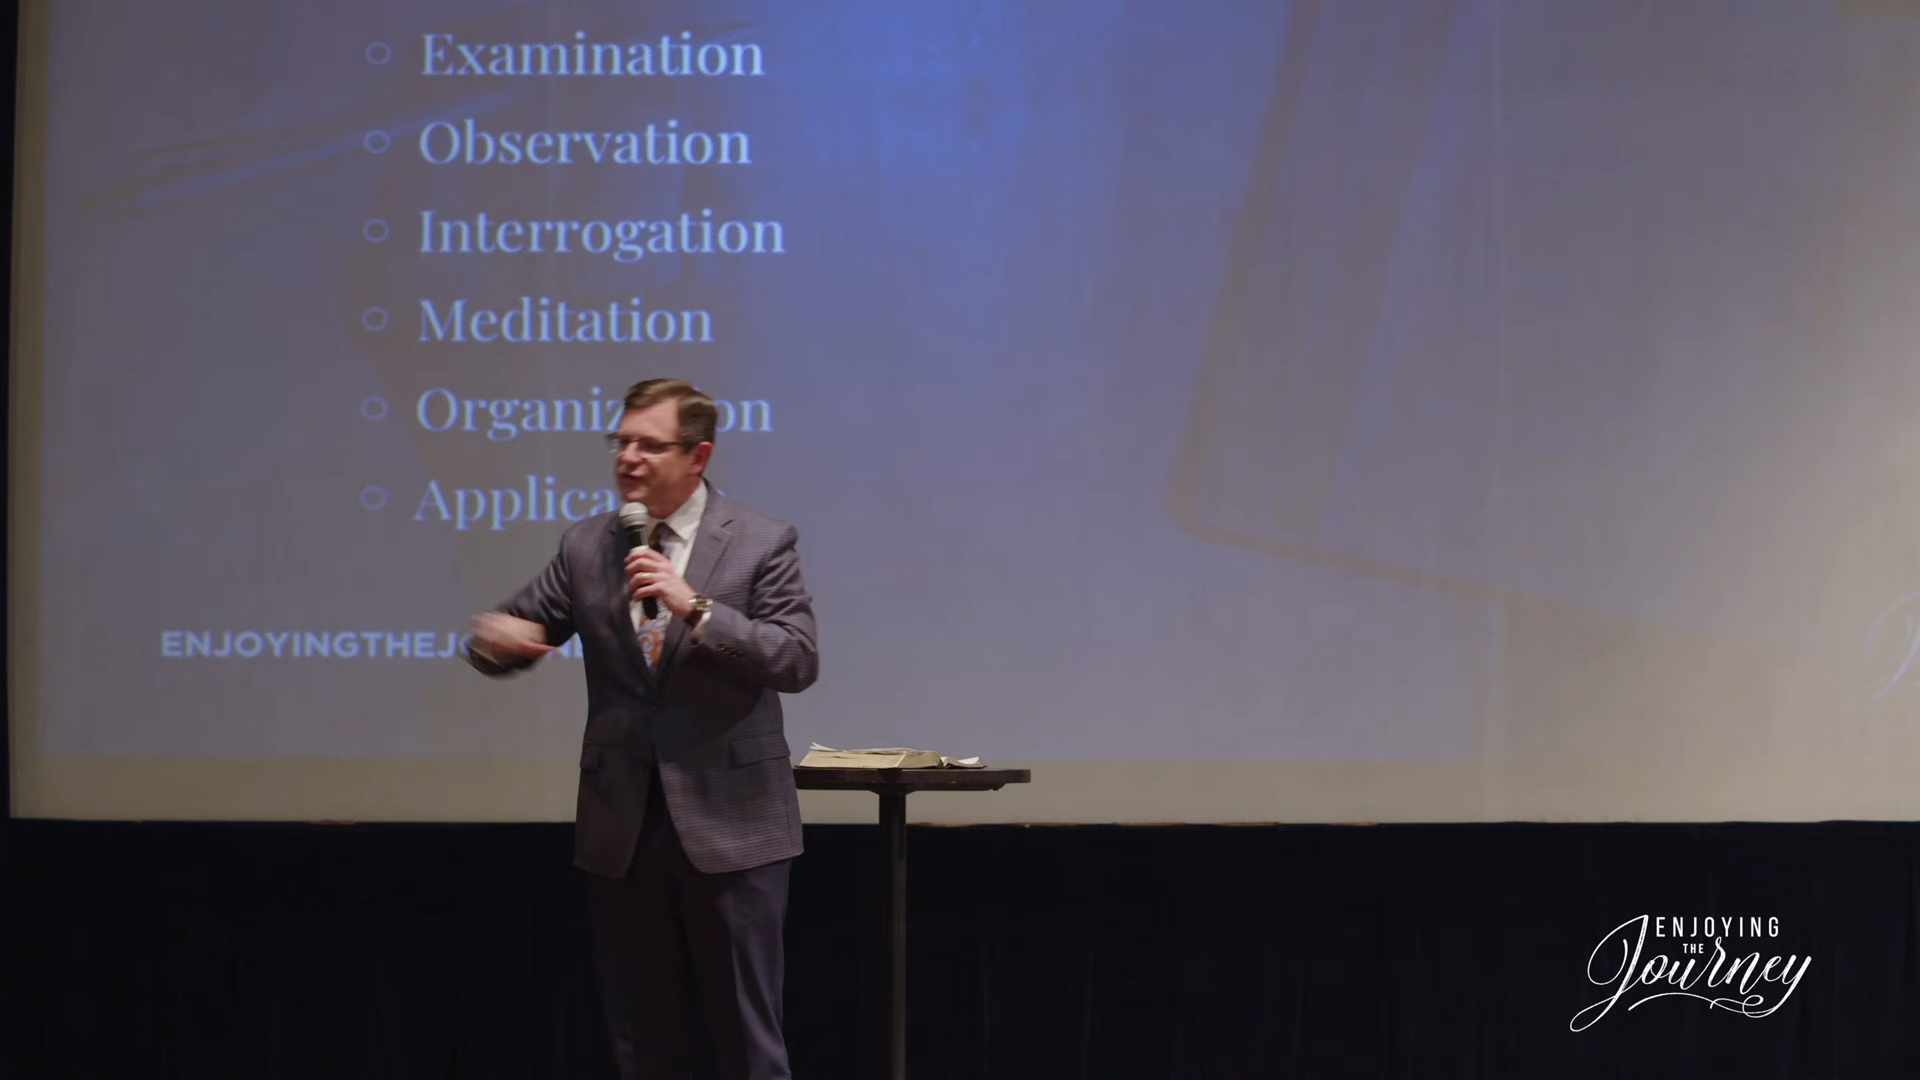 Examination
Observation
Interrogation
Meditation
ENJOYING
THE
Journey